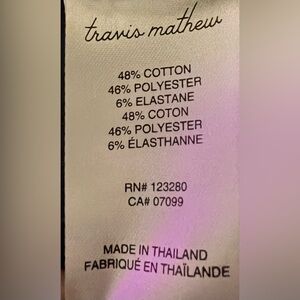 travis mathew
48% COTTON
46% POLYESTER
6% ELASTANE
48% COTON
46% POLYESTER
6% ÉLASTHANNE
RN# 123280
CA# 07099
MADE IN THAILAND
FABRIQUÉ EN THAÏLANDE